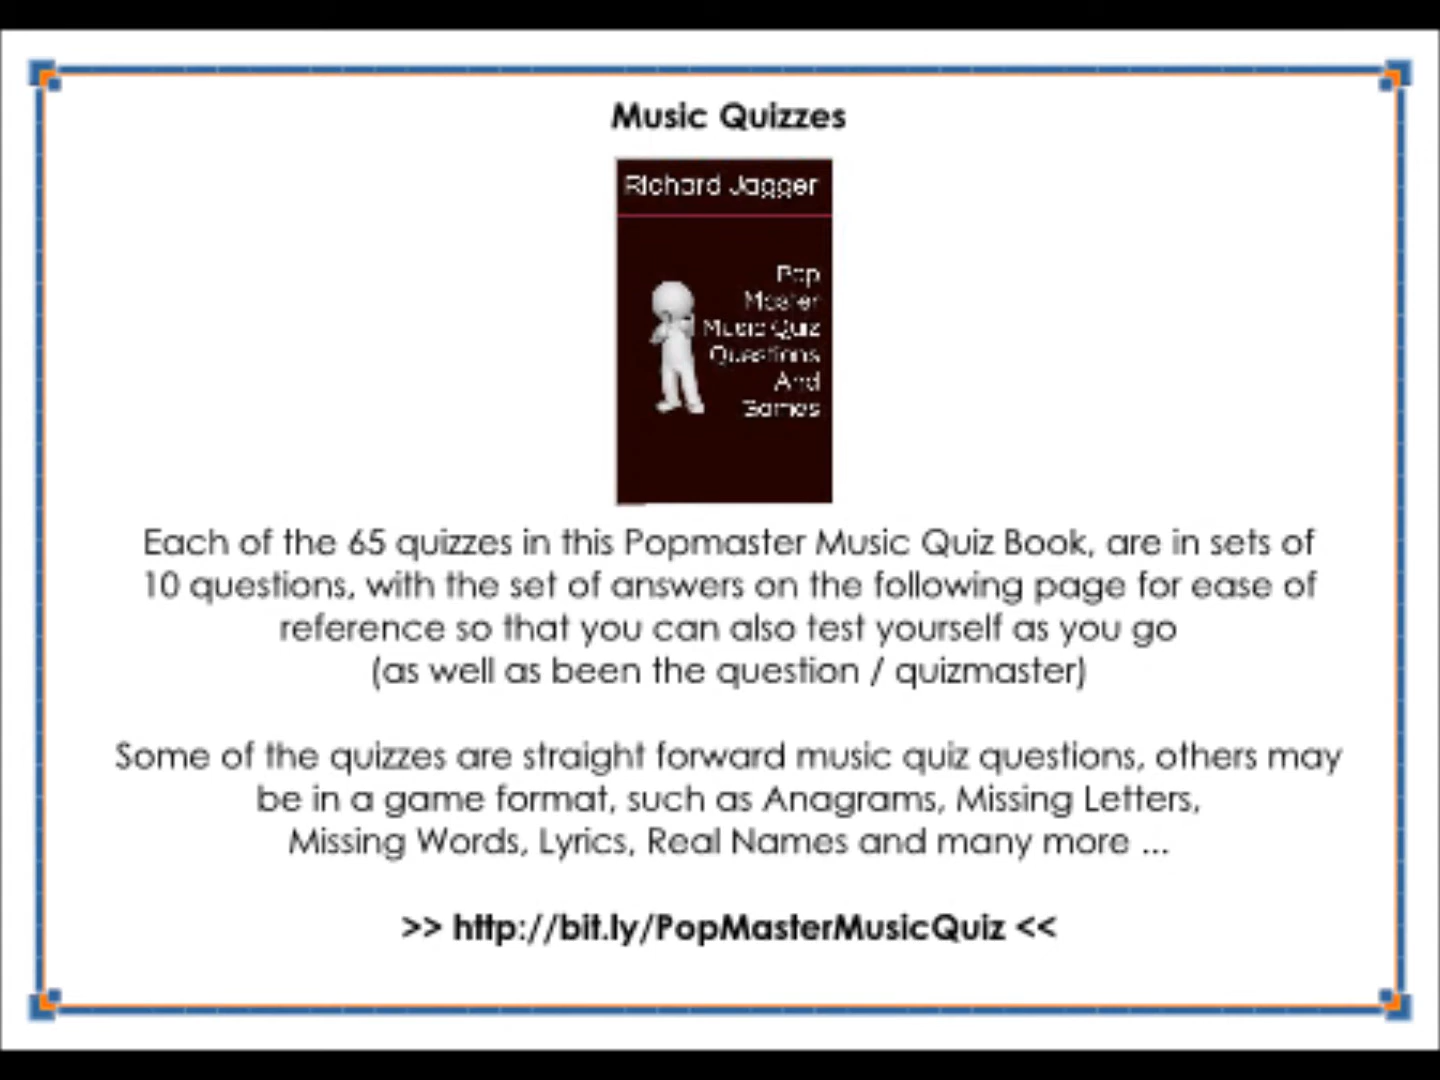 Music Quizzes
Richard Jagger
Pop
Master
Music Quiz
Questions
And
Games
Each of the 65 quizzes in this Popmaster Music Quiz Book, are in sets of
10 questions, with the set of answers on the following page for ease of
reference so that you can also test yourself as you go
(as well as been the question / quizmaster)
Some of the quizzes are straight forward music quiz questions, others may
be in a game format, such as Anagrams, Missing Letters,
Missing Words, Lyrics, Real Names and many more ...
>> http://bit.ly/PopMasterMusicQuiz <<